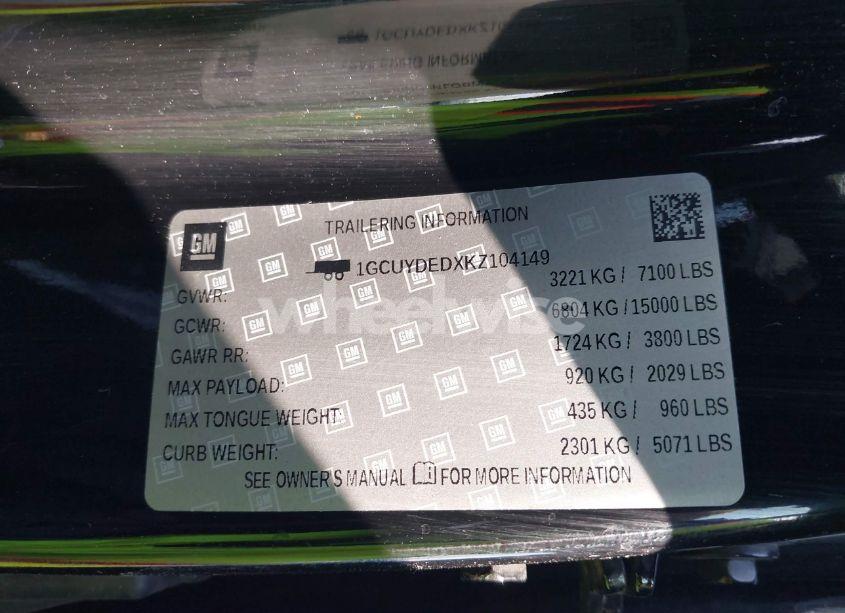 GM TRAILERING INFORMATION
1GCUYDEDXKZ104149
GVWR: 3221 KG / 7100 LBS
GCWR: 6804 KG / 15000 LBS
GAWR RR: 1724 KG / 3800 LBS
MAX PAYLOAD: 920 KG / 2029 LBS
MAX TONGUE WEIGHT: 435 KG / 960 LBS
CURB WEIGHT: 2301 KG / 5071 LBS
SEE OWNER'S MANUAL FOR MORE INFORMATION
wheelwise